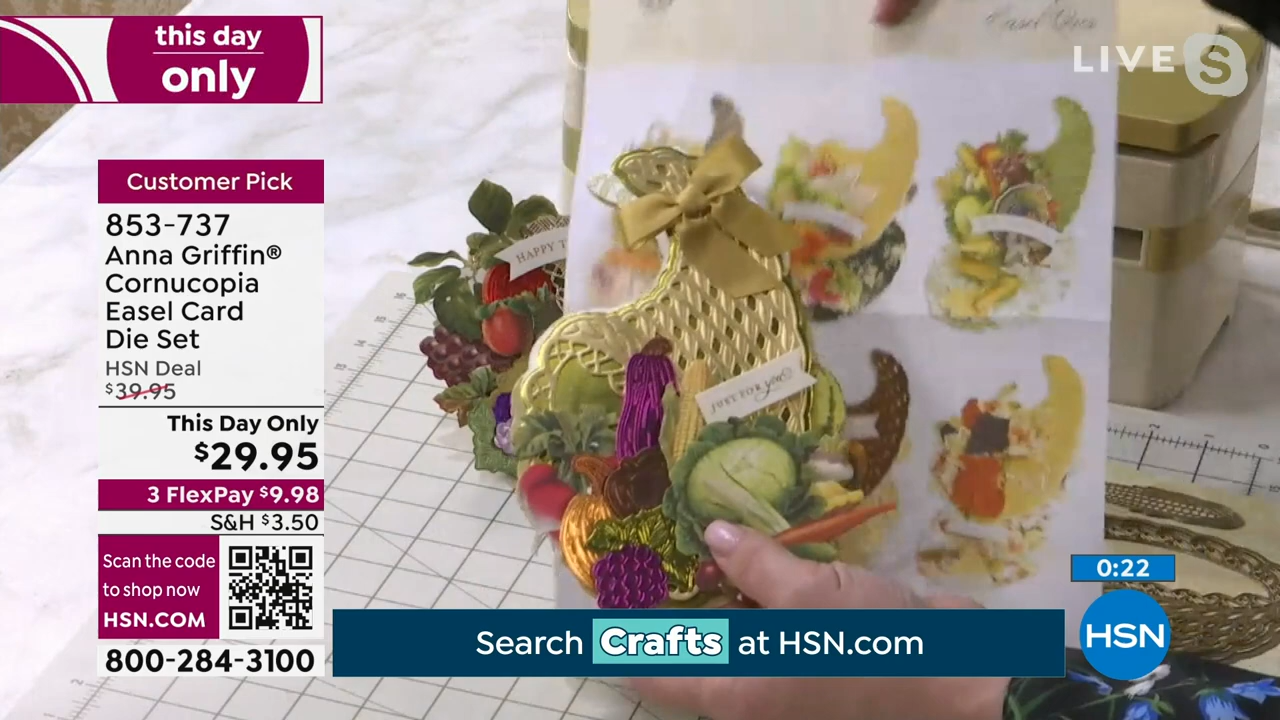 this day
only
LIVE S
Customer Pick
853-737
Anna Griffin®
Cornucopia
Easel Card
Die Set
HSN Deal
$39.95
This Day Only
$29.95
3 FlexPay $9.98
S&H $3.50
Scan the code
to shop now
HSN.COM
800-284-3100
HAPPY T
JUST FOR you
0:22
HSN
Search Crafts at HSN.com